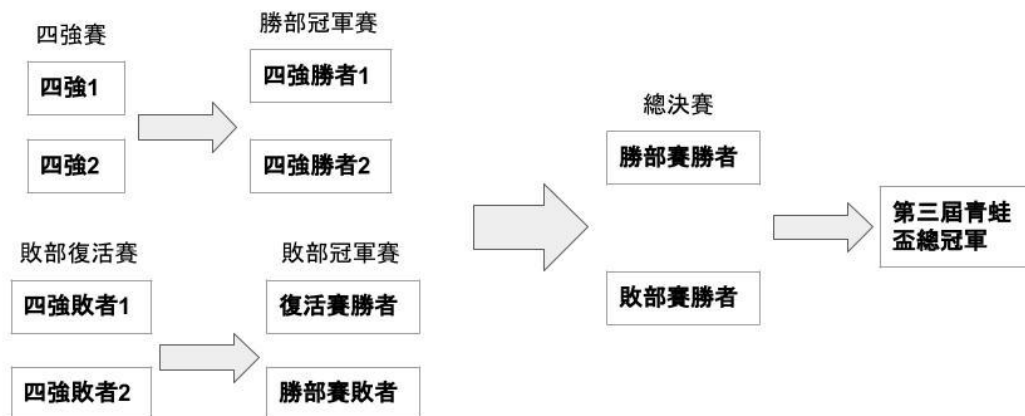 四強賽
四強1
四強2
勝部冠軍賽
四強勝者1
四強勝者2
敗部復活賽
四強敗者1
四強敗者2
敗部冠軍賽
復活賽勝者
勝部賽敗者
總決賽
勝部賽勝者
敗部賽勝者
第三屆青蛙
盃總冠軍